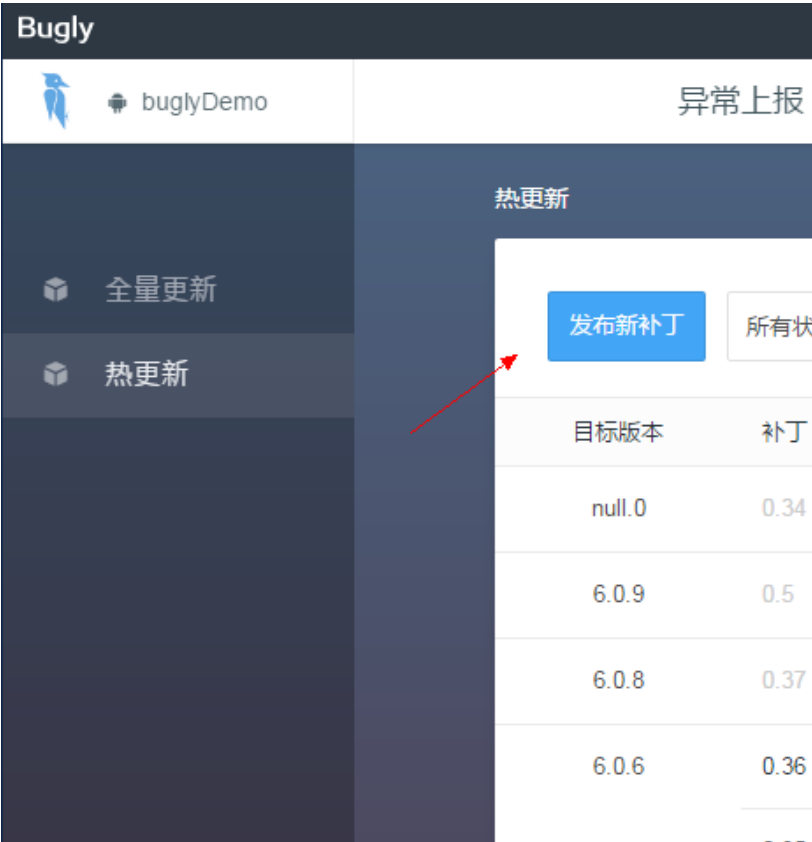 Bugly
buglyDemo
异常上报
热更新
全量更新
热更新
发布新补丁
所有状
目标版本
补丁
null.0
0.34
6.0.9
0.5
6.0.8
0.37
6.0.6
0.36